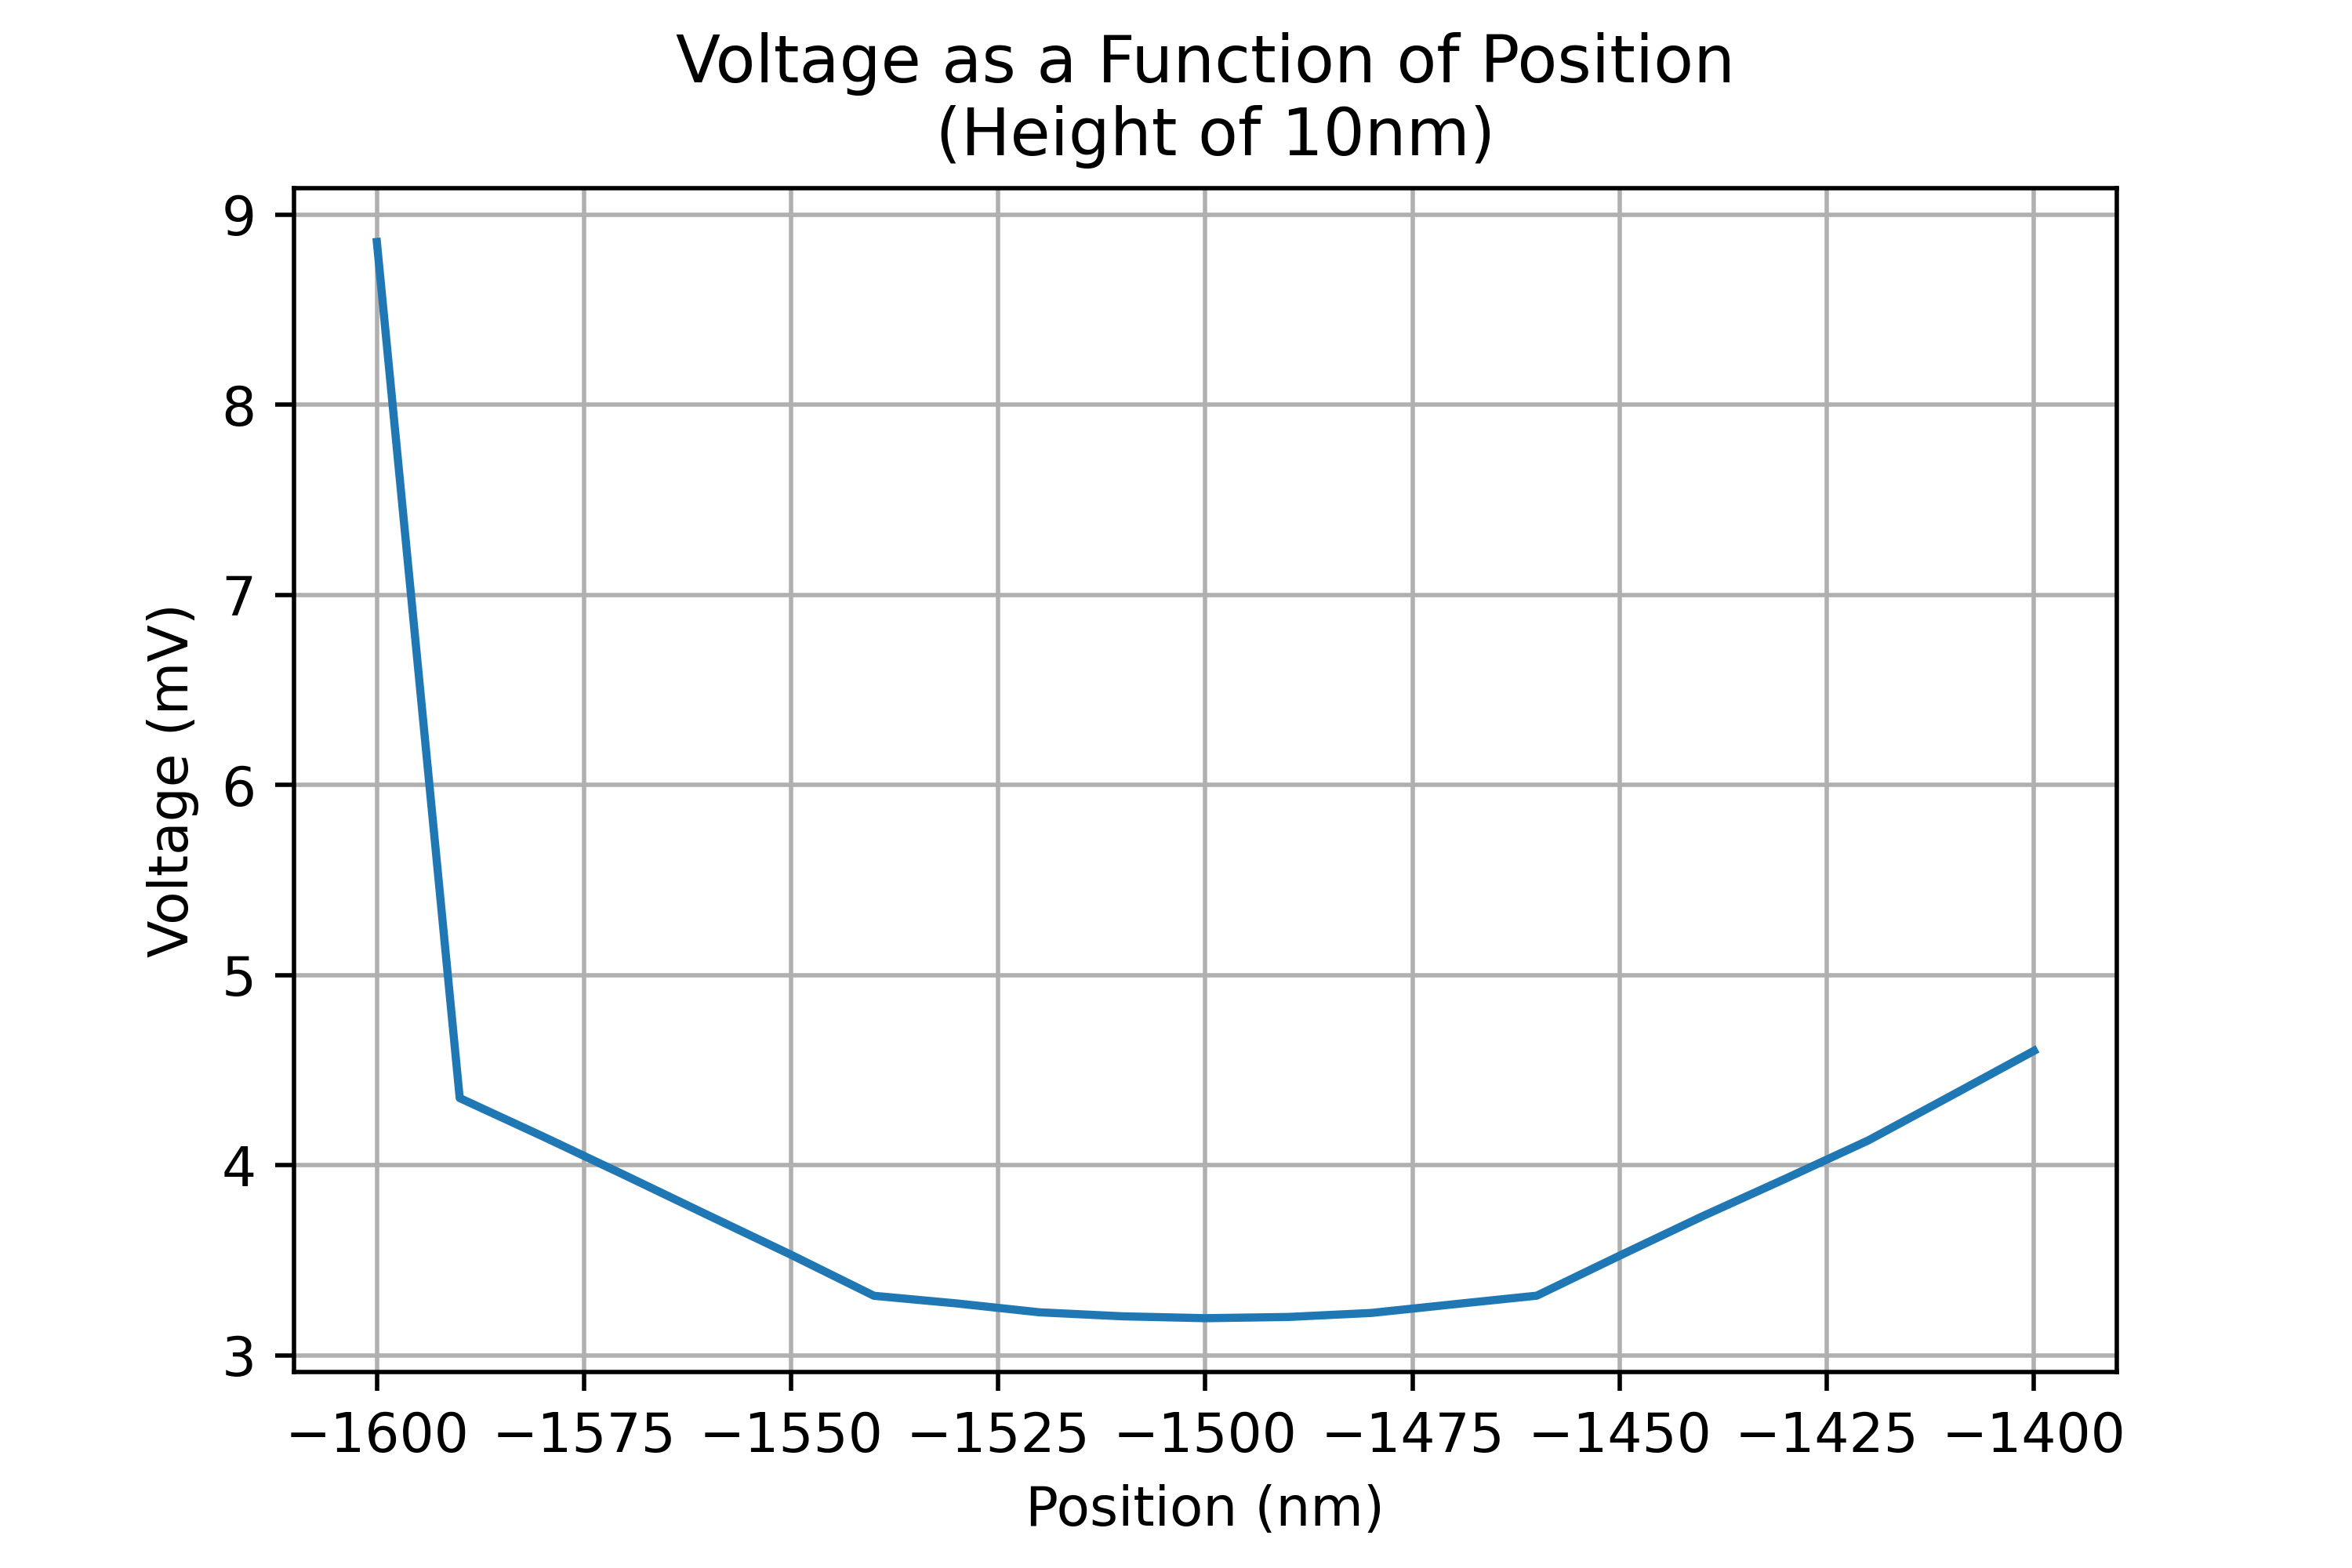 Voltage as a Function of Position
(Height of 10nm)
9
8
7
6
5
4
3
Voltage (mV)
−1600 −1575 −1550 −1525 −1500 −1475 −1450 −1425 −1400
Position (nm)